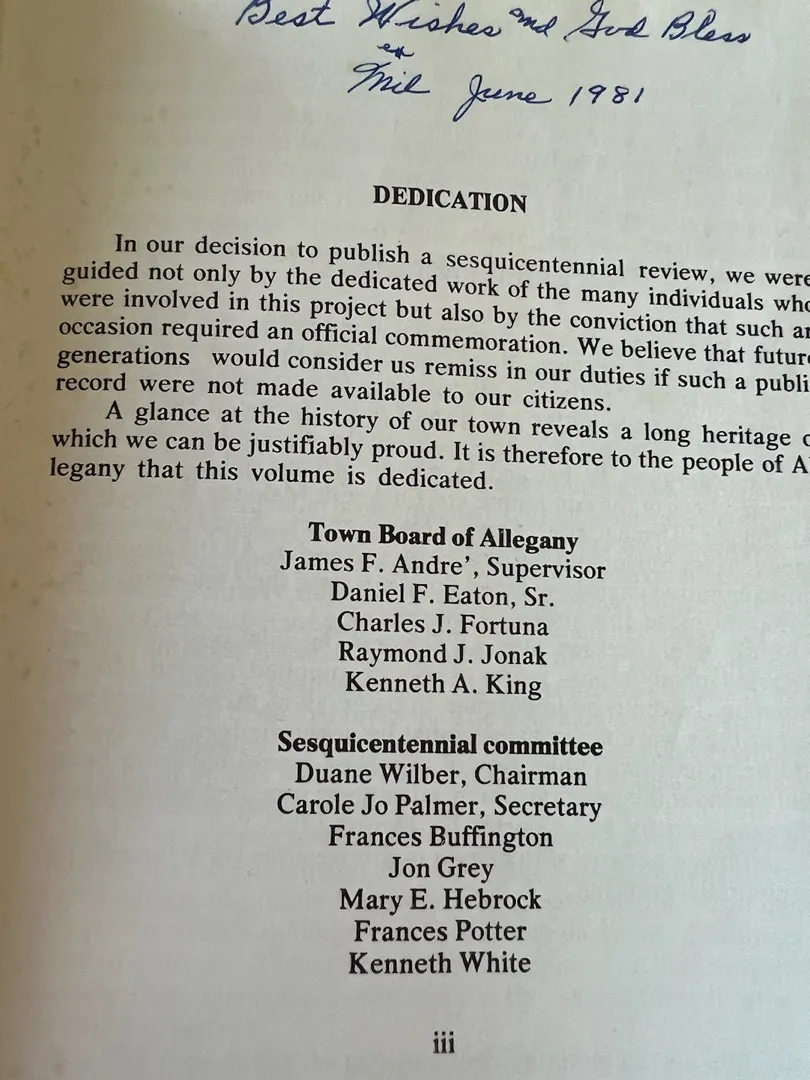 Best Wishes and God Bless
ex
Mil June 1981
DEDICATION
In our decision to publish a sesquicentennial review, we were
guided not only by the dedicated work of the many individuals who
were involved in this project but also by the conviction that such an
occasion required an official commemoration. We believe that future
generations would consider us remiss in our duties if such a publi
record were not made available to our citizens.
A glance at the history of our town reveals a long heritage o
which we can be justifiably proud. It is therefore to the people of Al
legany that this volume is dedicated.
Town Board of Allegany
James F. Andre', Supervisor
Daniel F. Eaton, Sr.
Charles J. Fortuna
Raymond J. Jonak
Kenneth A. King
Sesquicentennial committee
Duane Wilber, Chairman
Carole Jo Palmer, Secretary
Frances Buffington
Jon Grey
Mary E. Hebrock
Frances Potter
Kenneth White
iii